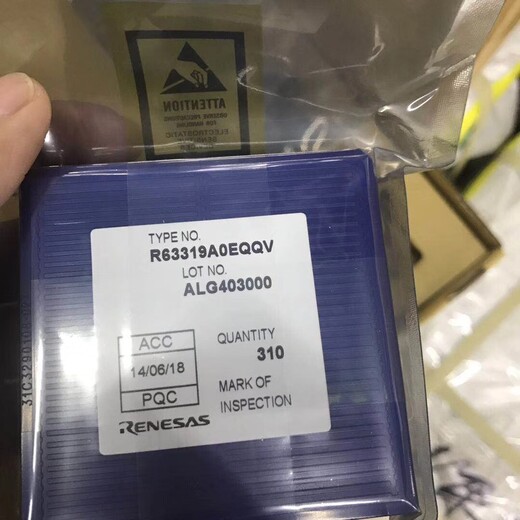 ATTENTION
TYPE NO.
R63319A0EQQV
LOT NO.
ALG403000
ACC
14/06/18
PQC
QUANTITY
310
MARK OF
INSPECTION
RENESAS